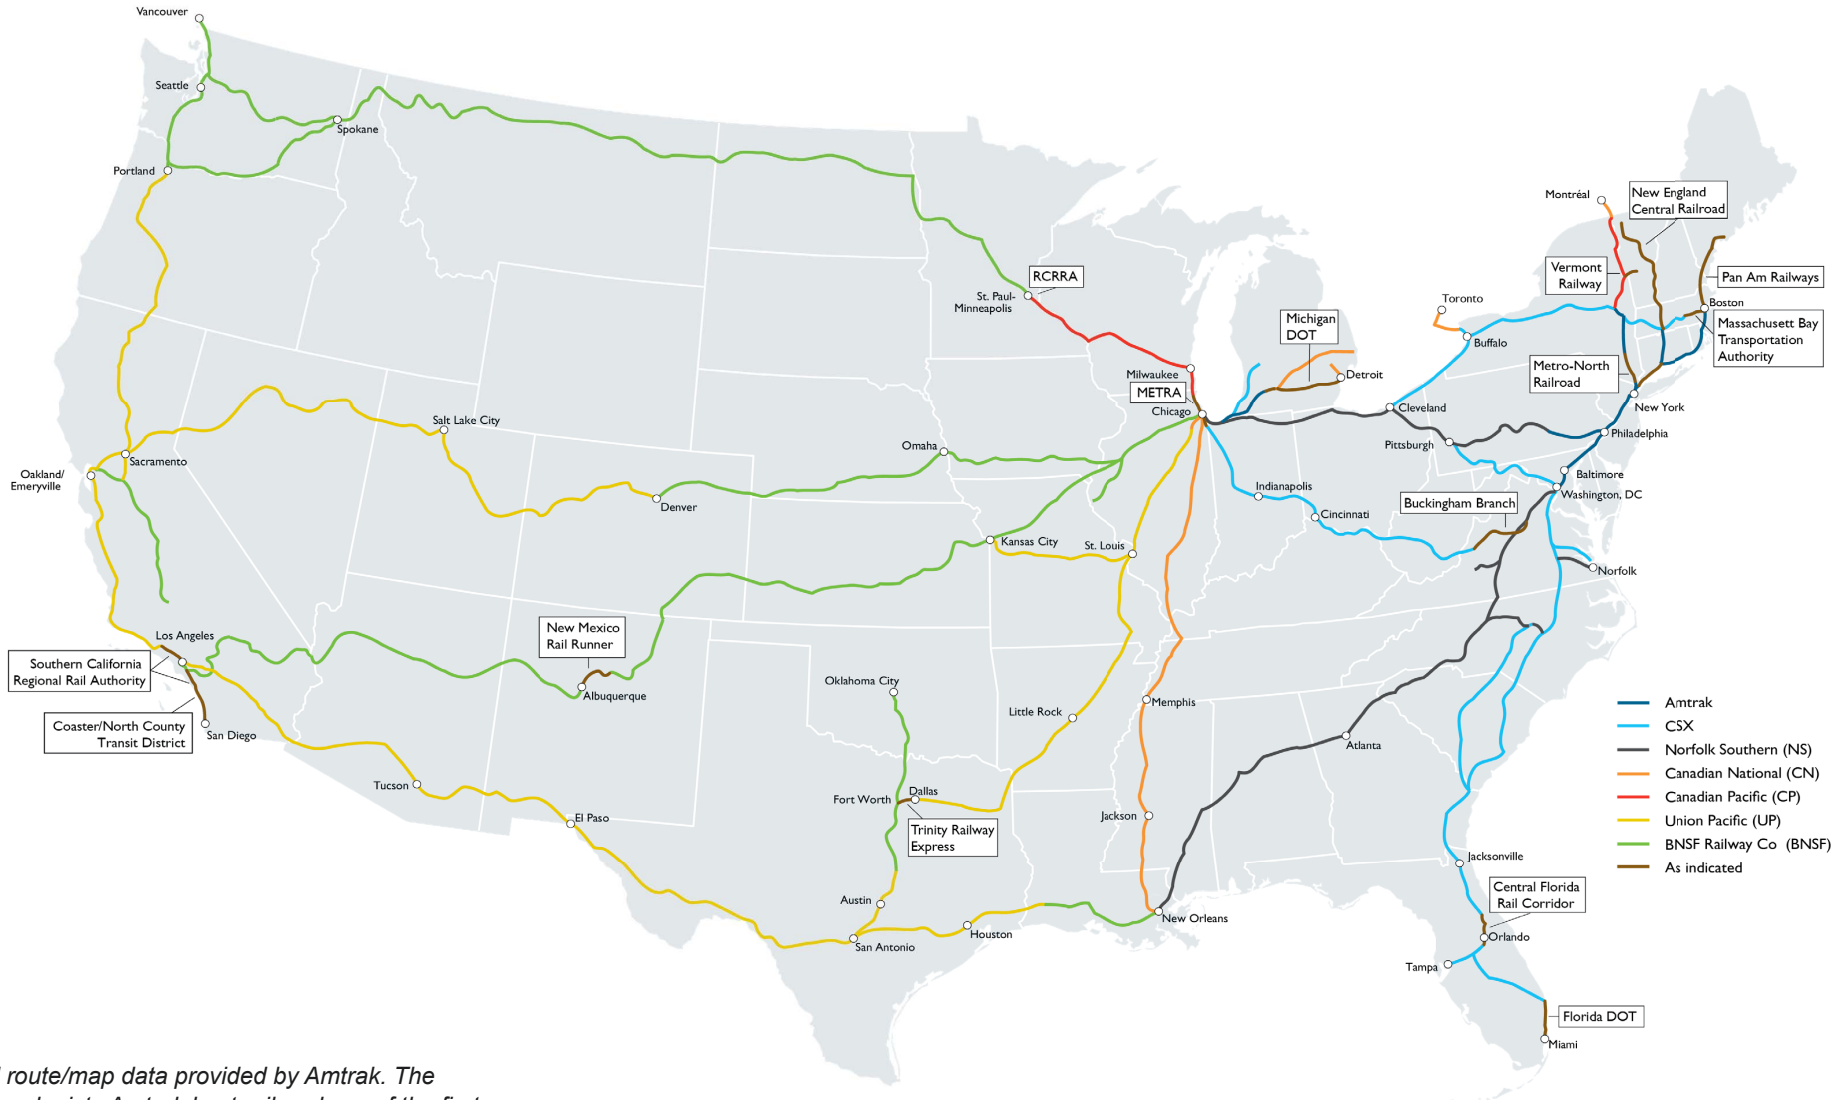 Vancouver
Seattle
Spokane
Portland
Montréal
New England
Central Railroad
Vermont
Railway
Pan Am Railways
RCRRA
St. Paul-
Minneapolis
Toronto
Boston
Michigan
DOT
Massachusett Bay
Transportation
Authority
Buffalo
Metro-North
Railroad
Milwaukee
Detroit
METRA
Chicago
Cleveland
New York
Salt Lake City
Omaha
Pittsburgh
Philadelphia
Sacramento
Oakland/
Emeryville
Baltimore
Denver
Indianapolis
Washington, DC
Buckingham Branch
Cincinnati
Kansas City
St. Louis
Norfolk
Los Angeles
New Mexico
Rail Runner
Southern California
Regional Rail Authority
Oklahoma City
Albuquerque
Memphis
Little Rock
Coaster/North County
Transit District
San Diego
Atlanta
Tucson
Fort Worth
Dallas
El Paso
Jackson
Trinity Railway
Express
Amtrak
CSX
Norfolk Southern (NS)
Canadian National (CN)
Canadian Pacific (CP)
Union Pacific (UP)
BNSF Railway Co (BNSF)
As indicated
Jacksonville
Central Florida
Rail Corridor
Austin
New Orleans
Houston
San Antonio
Orlando
Tampa
Florida DOT
Miami
route/map data provided by Amtrak. The